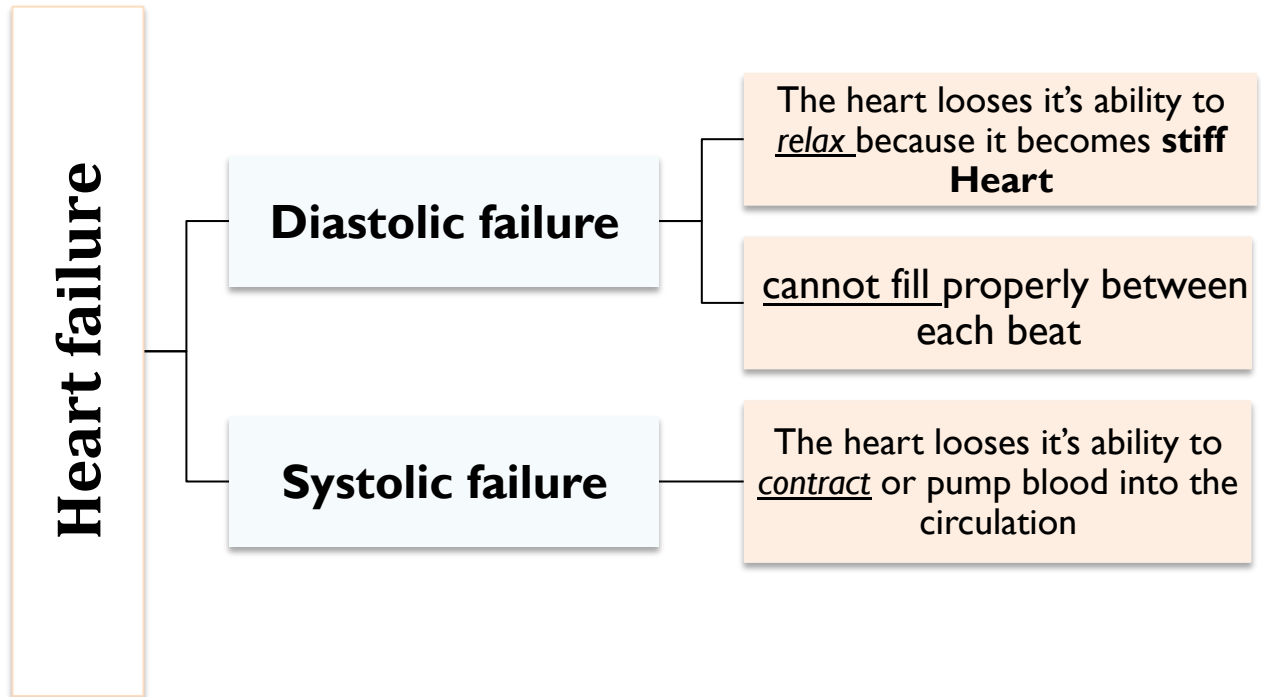 Heart failure
Diastolic failure
The heart looses it’s ability to
relax because it becomes stiff
Heart
cannot fill properly between
each beat
Systolic failure
The heart looses it’s ability to
contract or pump blood into the
circulation